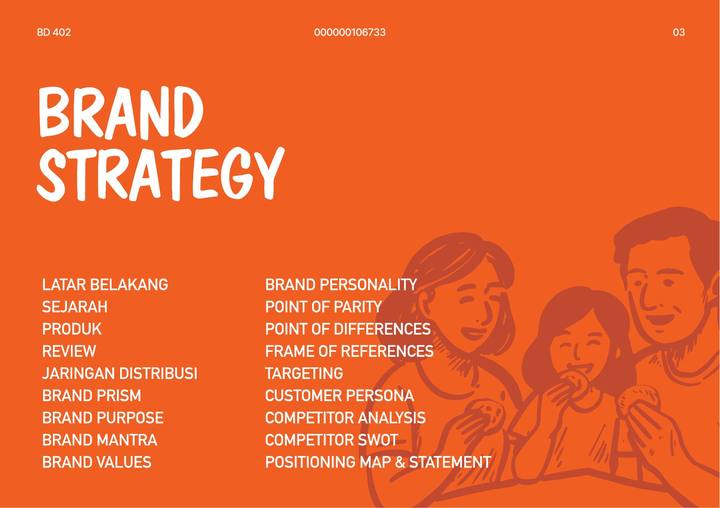 BD 402
000000106733
03
BRAND
STRATEGY
LATAR BELAKANG
SEJARAH
PRODUK
REVIEW
JARINGAN DISTRIBUSI
BRAND PRISM
BRAND PURPOSE
BRAND MANTRA
BRAND VALUES
BRAND PERSONALITY
POINT OF PARITY
POINT OF DIFFERENCES
FRAME OF REFERENCES
TARGETING
CUSTOMER PERSONA
COMPETITOR ANALYSIS
COMPETITOR SWOT
POSITIONING MAP & STATEMENT